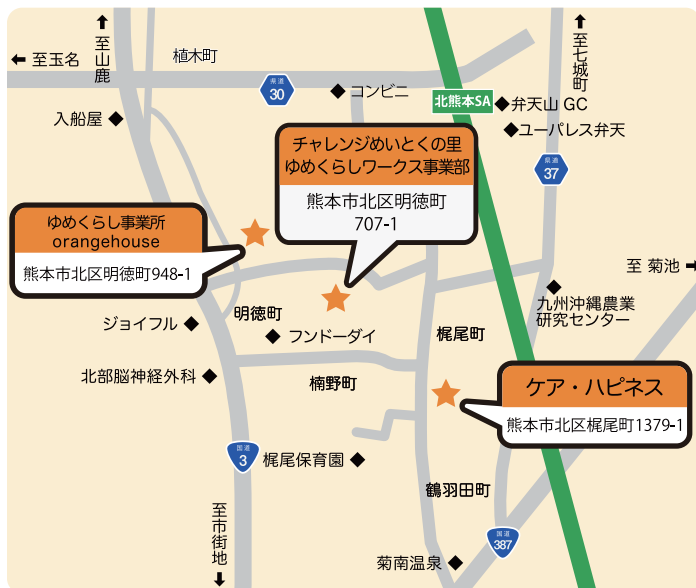 至玉名
至山鹿
植木町
至七城町
県道
30
コンビニ
北熊本SA
弁天山 GC
ユーパレス弁天
入船屋
県道
37
チャレンジめいとくの里
ゆめくらしワークス事業部
熊本市北区明徳町
707-1
ゆめくらし事業所
orangehouse
熊本市北区明徳町948-1
至 菊池
九州沖縄農業
研究センター
明徳町
ジョイフル
フンドーダイ
梶尾町
北部脳神経外科
楠野町
ケア・ハピネス
熊本市北区梶尾町1379-1
国道
3
梶尾保育園
鶴羽田町
至市街地
国道
387
菊南温泉